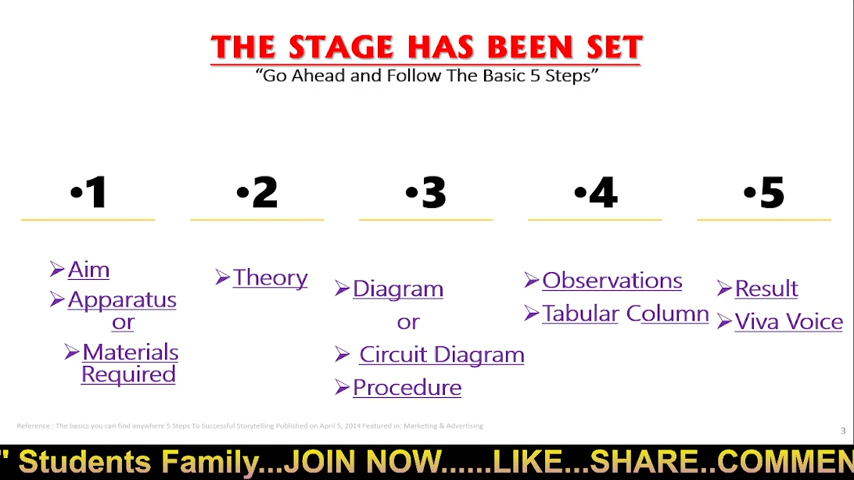 THE STAGE HAS BEEN SET
“Go Ahead and Follow The Basic 5 Steps”
•1
•2
•3
•4
•5
➢Aim
➢Apparatus
or
➢Materials
Required
➢Theory
➢Diagram
or
➢ Circuit Diagram
➢Procedure
➢Observations
➢Tabular Column
➢Result
➢Viva Voice
Reference : The basics you can find anywhere 5 Steps To Successful Storytelling Published on April 5, 2014 Featured in: Marketing & Advertising
3
" Students Family...JOIN NOW......LIKE...SHARE..COMMEN